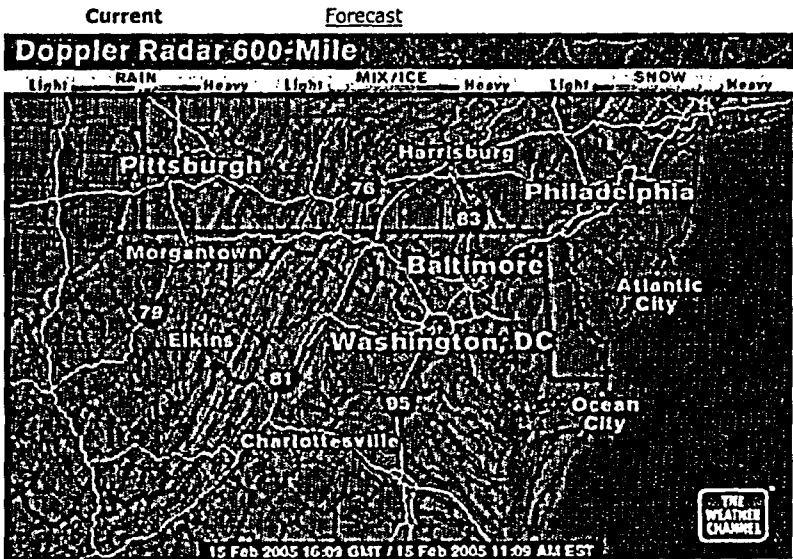 Current Forecast
Doppler Radar 600-Mile
RAIN MIX/ICE SNOW
Light Heavy Light Heavy Light Heavy
Harrisburg
Pittsburgh
76
Philadelphia
83
Morgantown
Baltimore
Atlantic
City
79
Elkins
Washington, DC
81
95
Ocean
City
Charlottesville
THE
WEATHER
CHANNEL
15 Feb 2005 16:09 GMT / 15 Feb 2005 11:09 AM EST